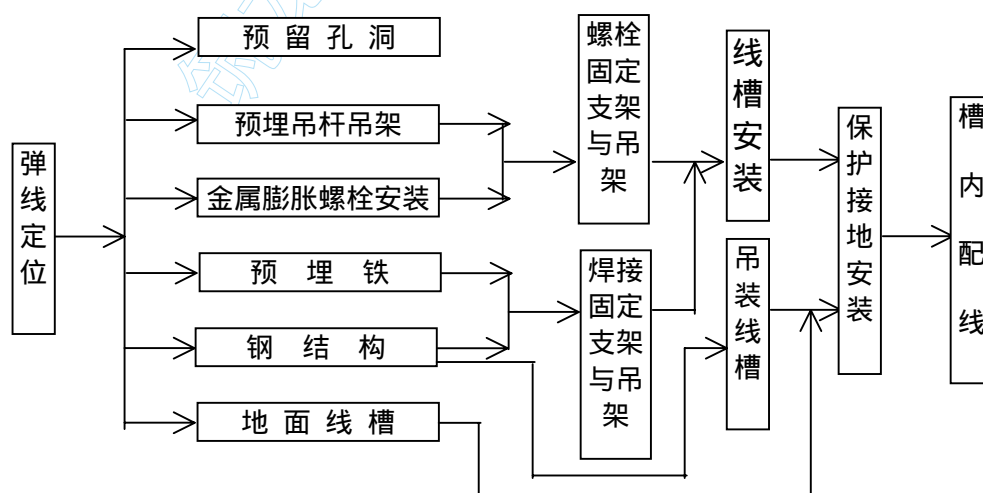 弹线定位
预留孔洞
预埋吊杆吊架
金属膨胀螺栓安装
预埋铁
钢结构
地面线槽
螺栓
固定
支架
与吊
架
焊接
固定
支架
与吊
架
线槽安装
吊装线槽
保护接地安装
槽内配线